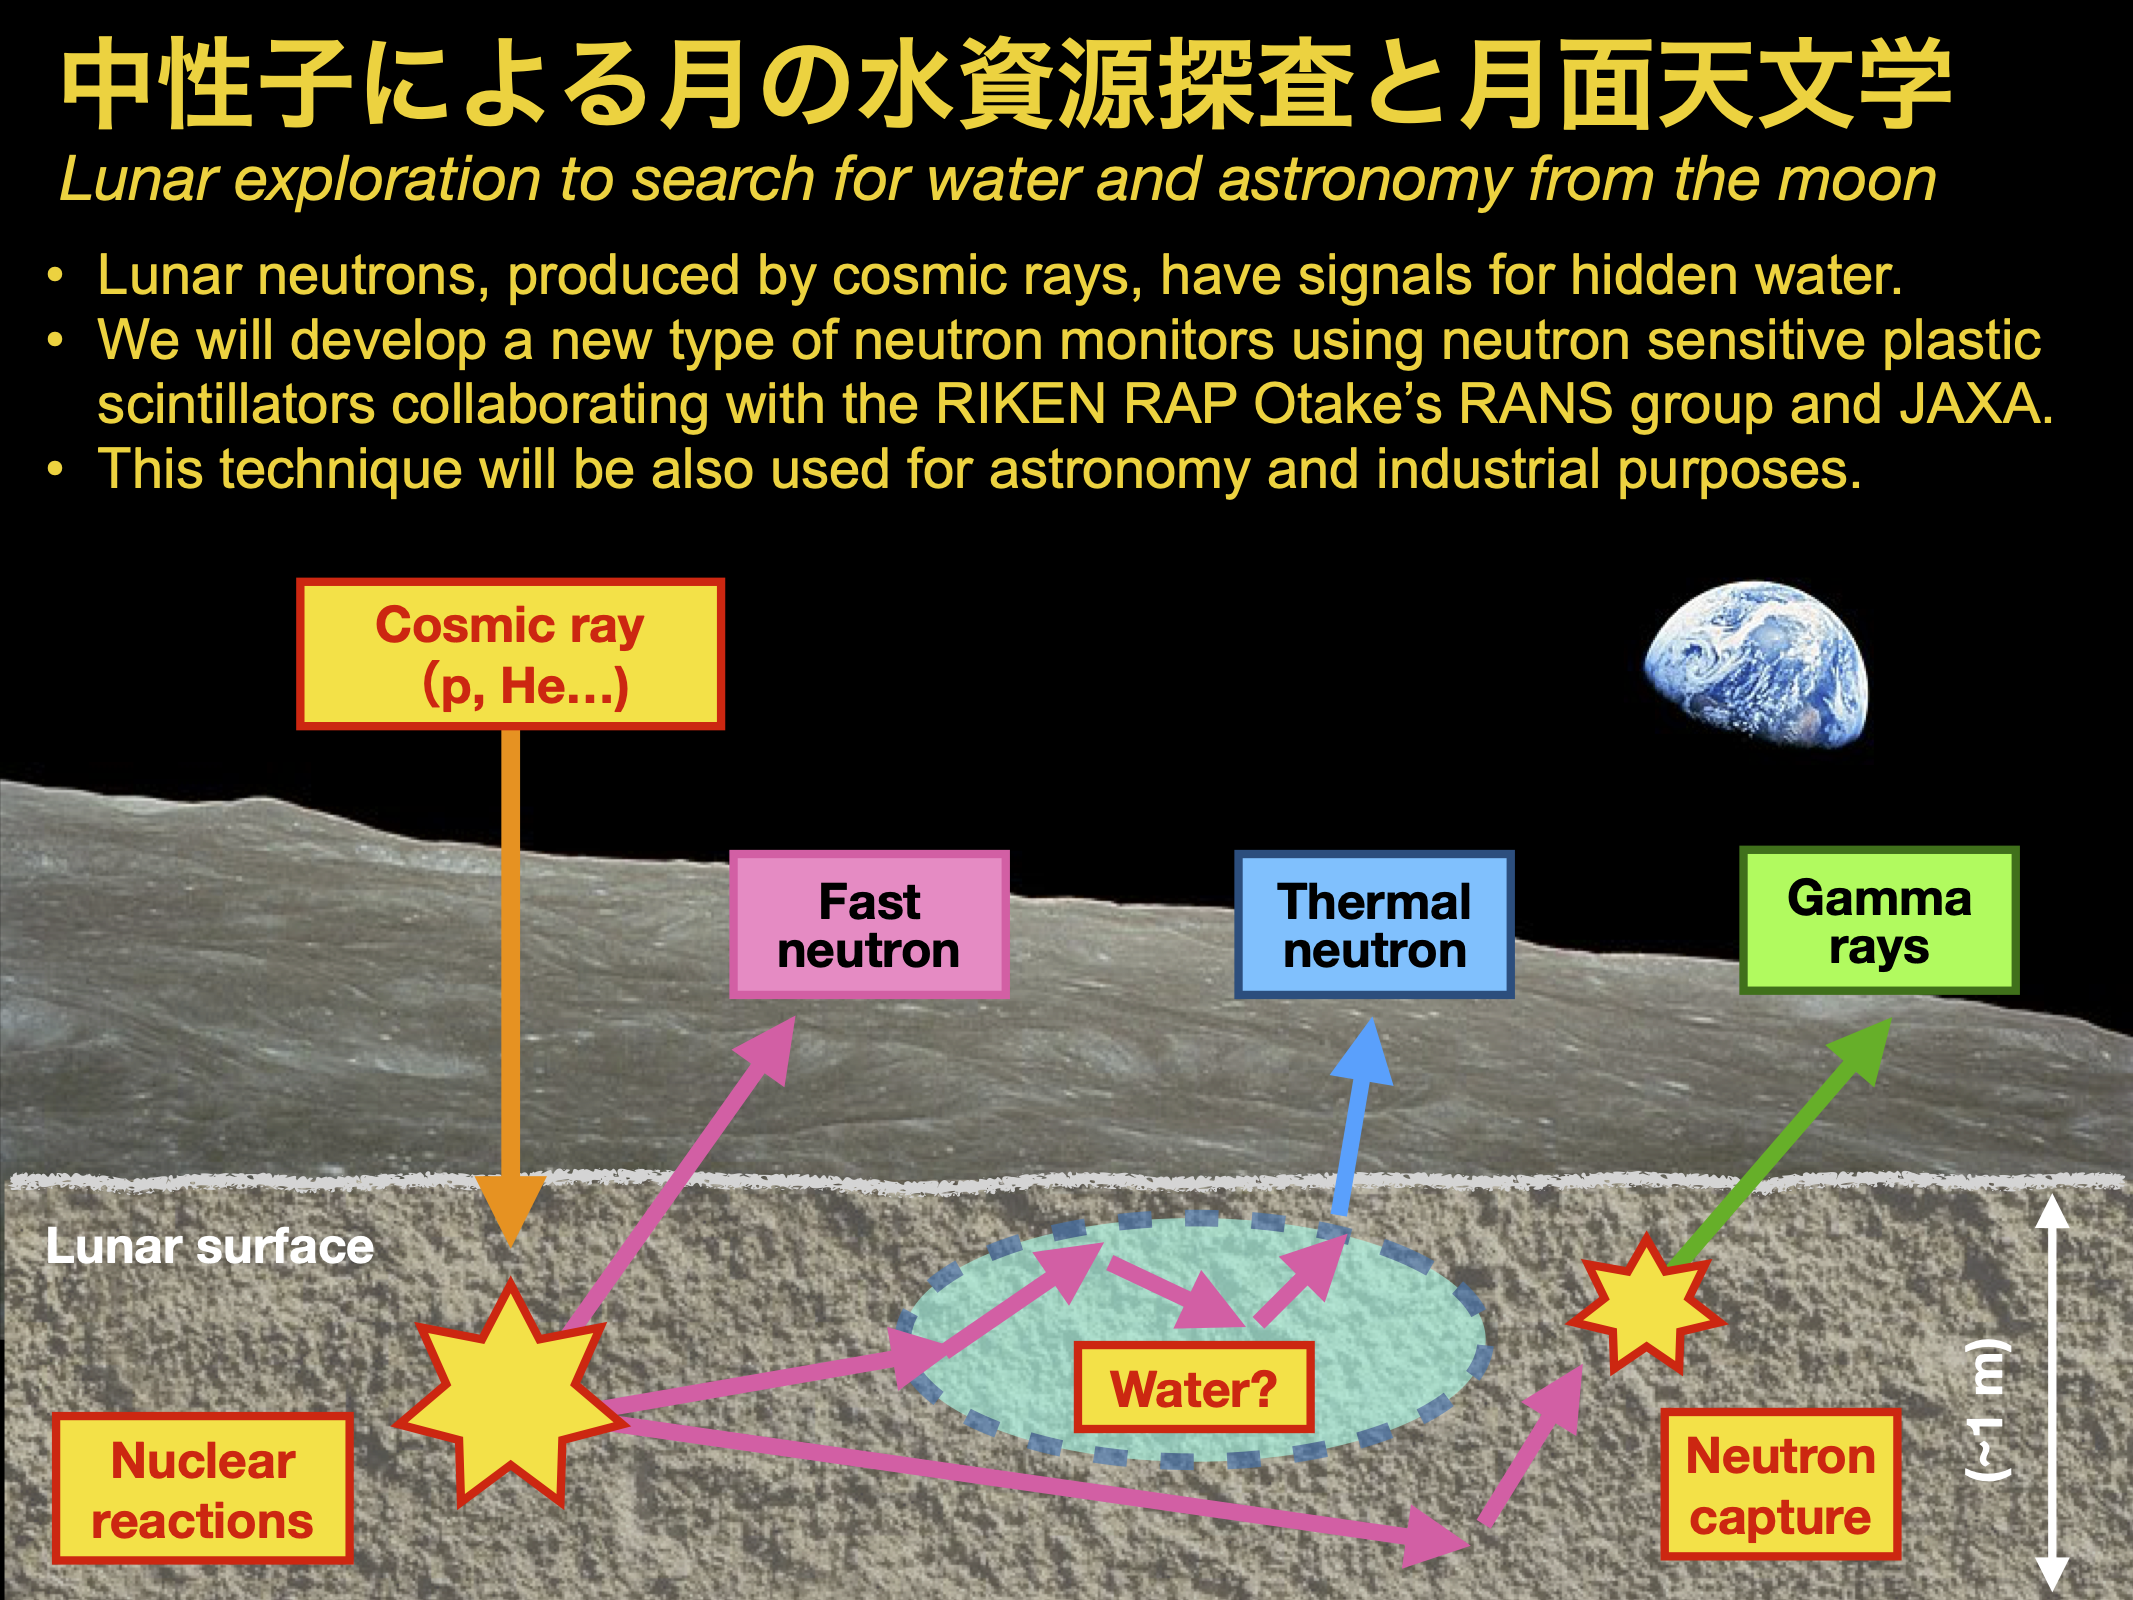 中性子による月の水資源探査と月面天文学
Lunar exploration to search for water and astronomy from the moon
• Lunar neutrons, produced by cosmic rays, have signals for hidden water.
• We will develop a new type of neutron monitors using neutron sensitive plastic
scintillators collaborating with the RIKEN RAP Otake’s RANS group and JAXA.
• This technique will be also used for astronomy and industrial purposes.
Cosmic ray
(p, He…)
Fast
neutron
Thermal
neutron
Gamma
rays
Lunar surface
Water?
Nuclear
reactions
Neutron
capture
(~1 m)